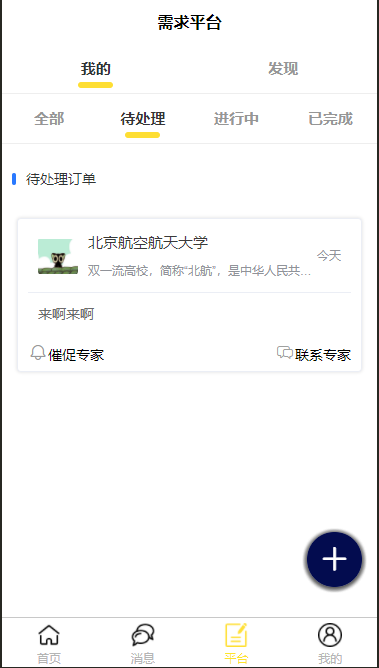 需求平台
我的 发现
全部 待处理 进行中 已完成
待处理订单
北京航空航天大学
今天
双一流高校，简称“北航”，是中华人民共...
来啊来啊
催促专家 联系专家
首页 消息 平台 我的